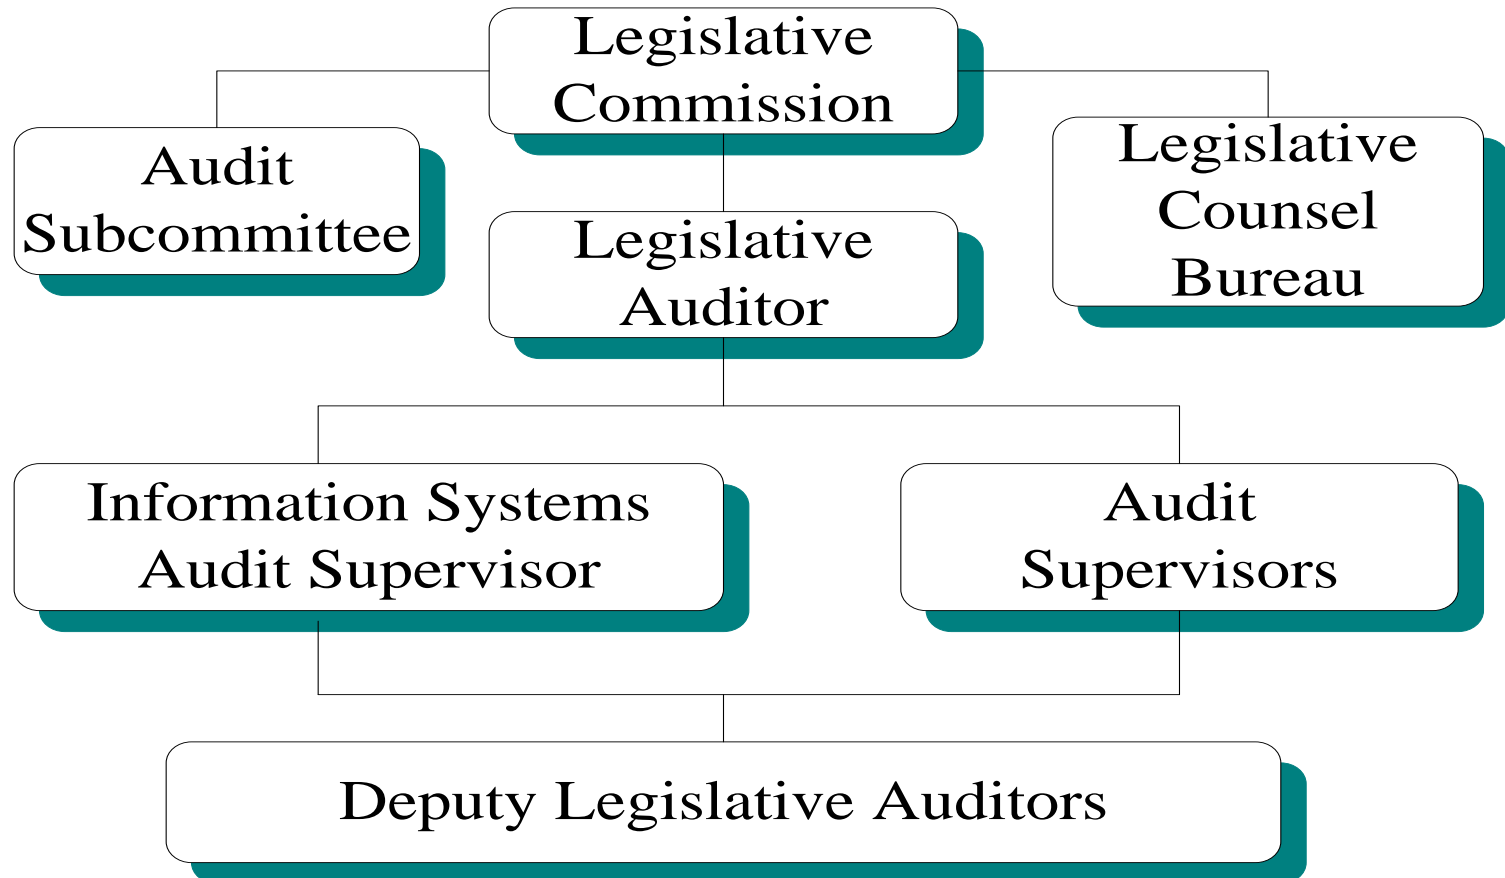 Legislative
Commission
Audit
Subcommittee
Legislative
Auditor
Legislative
Counsel
Bureau
Information Systems
Audit Supervisor
Audit
Supervisors
Deputy Legislative Auditors